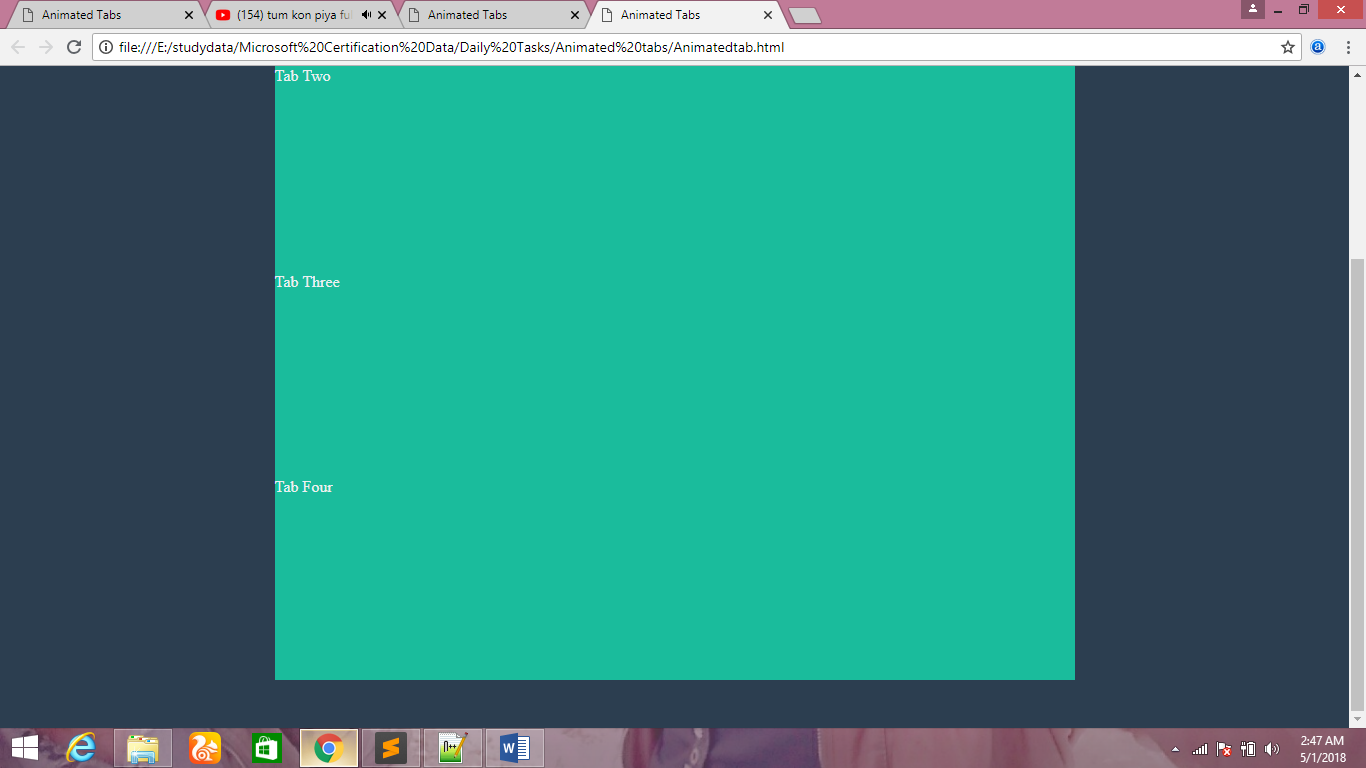 Animated Tabs
(154) tum kon piya ful
Animated Tabs
Animated Tabs
file:///E:/studydata/Microsoft%20Certification%20Data/Daily%20Tasks/Animated%20tabs/Animatedtab.html
a
Tab Two
Tab Three
Tab Four
N++
W
2:47 AM
5/1/2018